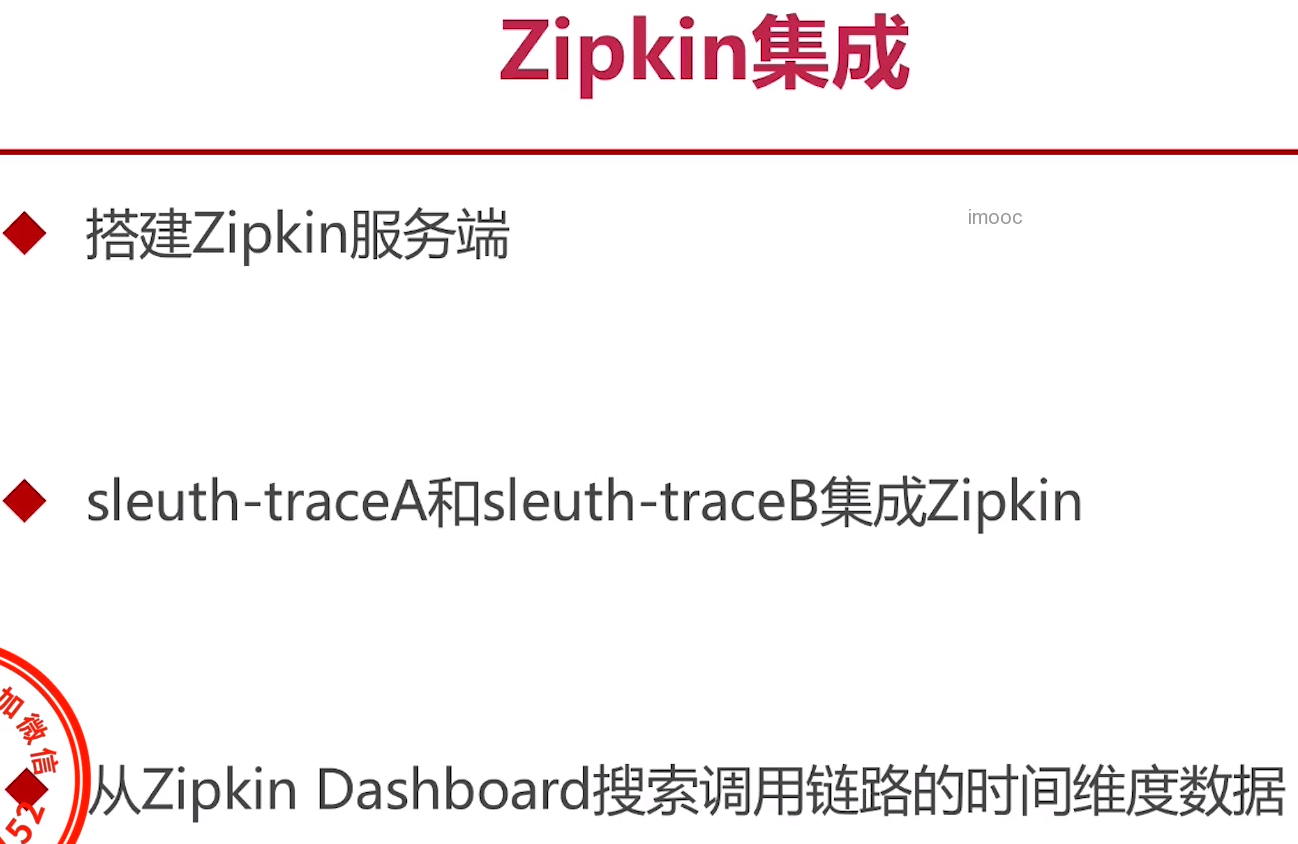 Zipkin集成
搭建Zipkin服务端
imooc
sleuth-traceA和sleuth-traceB集成Zipkin
加微信
从Zipkin Dashboard搜索调用链路的时间维度数据
52